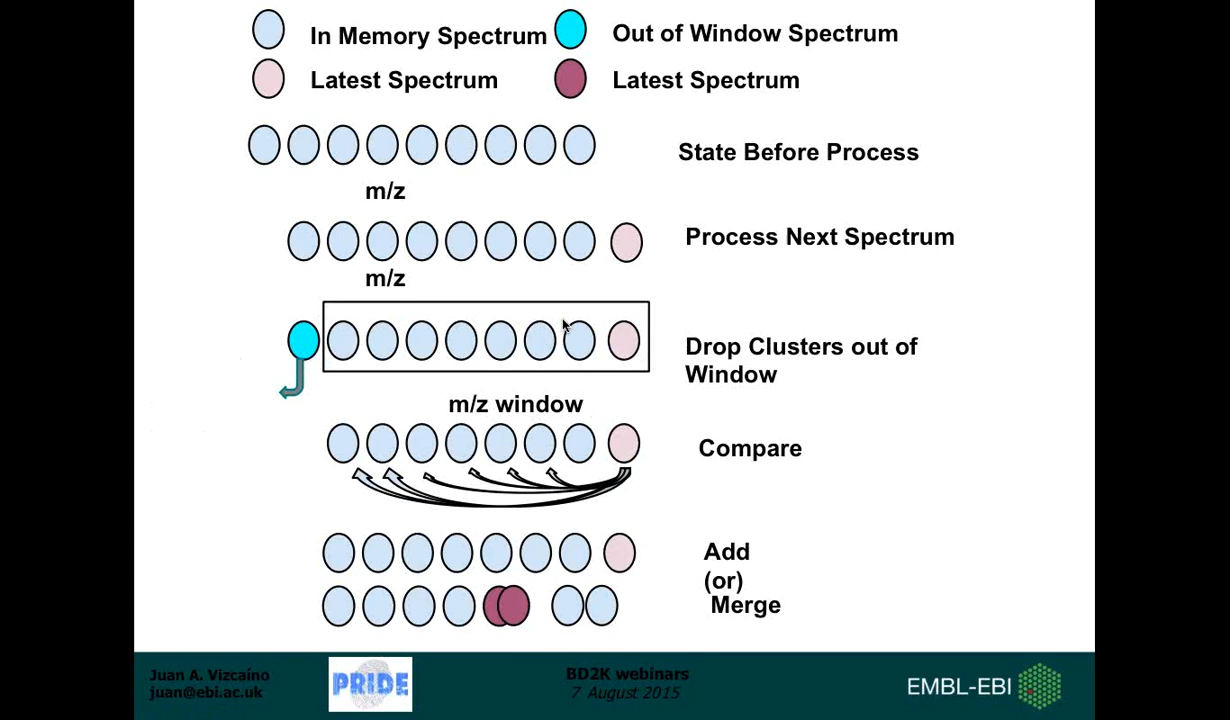 In Memory Spectrum
Out of Window Spectrum
Latest Spectrum
Latest Spectrum
State Before Process
m/z
Process Next Spectrum
m/z
Drop Clusters out of
Window
m/z window
Compare
Add
(or)
Merge
Juan A. Vizcaíno
juan@ebi.ac.uk
PRIDE
BD2K webinars
7 August 2015
EMBL-EBI